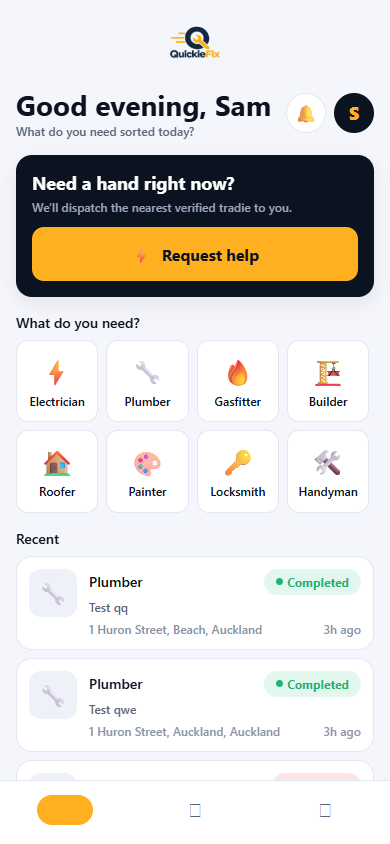 QuickieFix
Good evening, Sam
S
What do you need sorted today?
Need a hand right now?
We'll dispatch the nearest verified tradie to you.
Request help
What do you need?
Electrician
Plumber
Gasfitter
Builder
Roofer
Painter
Locksmith
Handyman
Recent
Plumber
Completed
Test qq
1 Huron Street, Beach, Auckland
3h ago
Plumber
Completed
Test qwe
1 Huron Street, Auckland, Auckland
3h ago